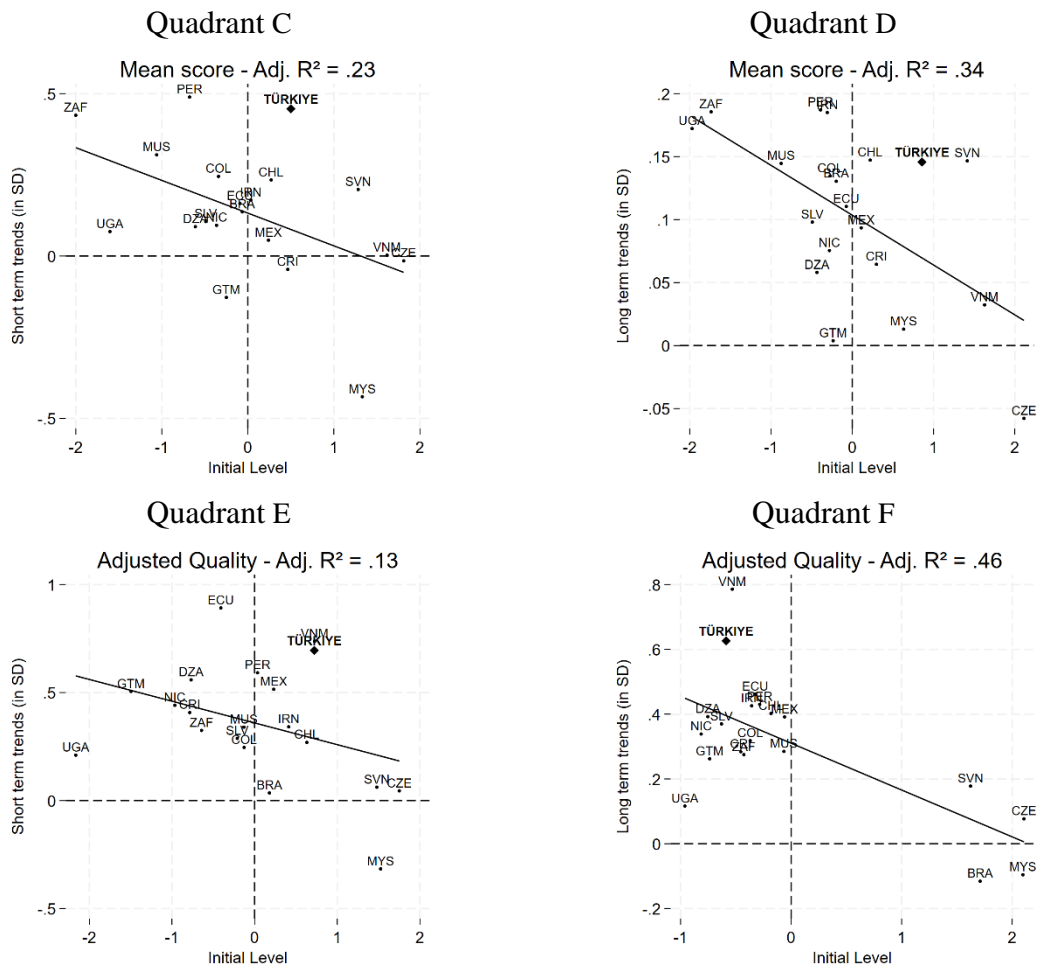 Quadrant C
Mean score - Adj. R² = .23
Short term trends (in SD)
.5
0
-.5
ZAF
PER
TÜRKIYE
MUS
COL
CHL
IRN
ECU
BRA
SVN
SLV
DZA
NIC
UGA
MEX
VNM
CZE
CRI
GTM
MYS
-2
-1
0
1
2
Initial Level
Quadrant D
Mean score - Adj. R² = .34
Long term trends (in SD)
.2
.15
.1
.05
0
-.05
ZAF
PER
IRN
UGA
MUS
CHL
TÜRKIYE
SVN
COL
BRA
ECU
SLV
MEX
NIC
CRI
DZA
VNM
MYS
GTM
CZE
-2
-1
0
1
2
Initial Level
Quadrant E
Adjusted Quality - Adj. R² = .13
Short term trends (in SD)
1
.5
0
-.5
ECU
VNM
TÜRKIYE
PER
DZA
MEX
GTM
NIC
CRI
MUS
IRN
ZAF
SLV
COL
CHL
UGA
BRA
SVN
CZE
MYS
-2
-1
0
1
2
Initial Level
Quadrant F
Adjusted Quality - Adj. R² = .46
Long term trends (in SD)
.8
.6
.4
.2
0
-.2
VNM
TÜRKIYE
ECU
IRN
CHL
MEX
DZA
SLV
NIC
COL
CRI
ZAF
MUS
GTM
UGA
SVN
CZE
BRA
MYS
-1
0
1
2
Initial Level